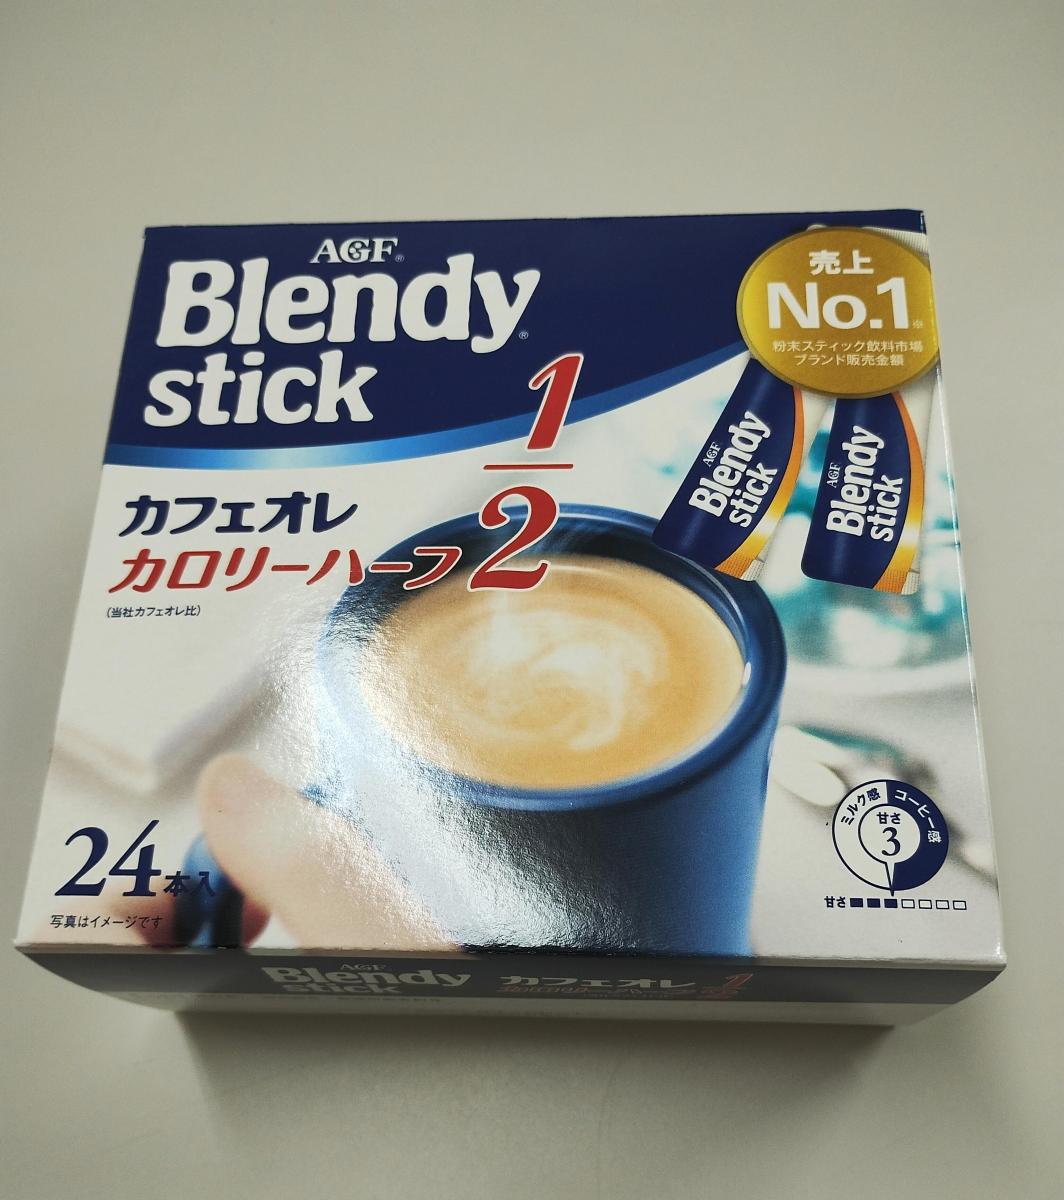 AGF®
Blendy®
stick
売上
No.1※
粉末スティック飲料市場
ブランド販売金額
1/2
カフェオレ
カロリーハーフ
(当社カフェオレ比)
AGF
Blendy
stick
AGF
Blendy
stick
ミルク感
コーヒー感
甘さ
3
甘さ
24本入
写真はイメージです
AGF
Blendy
stick
カフェオレ
1/2